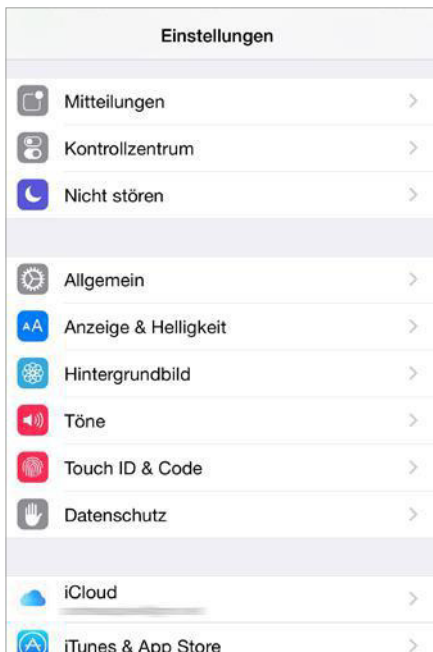 Einstellungen
Mitteilungen
Kontrollzentrum
Nicht stören
Allgemein
Anzeige & Helligkeit
Hintergrundbild
Töne
Touch ID & Code
Datenschutz
iCloud
iTunes & App Store